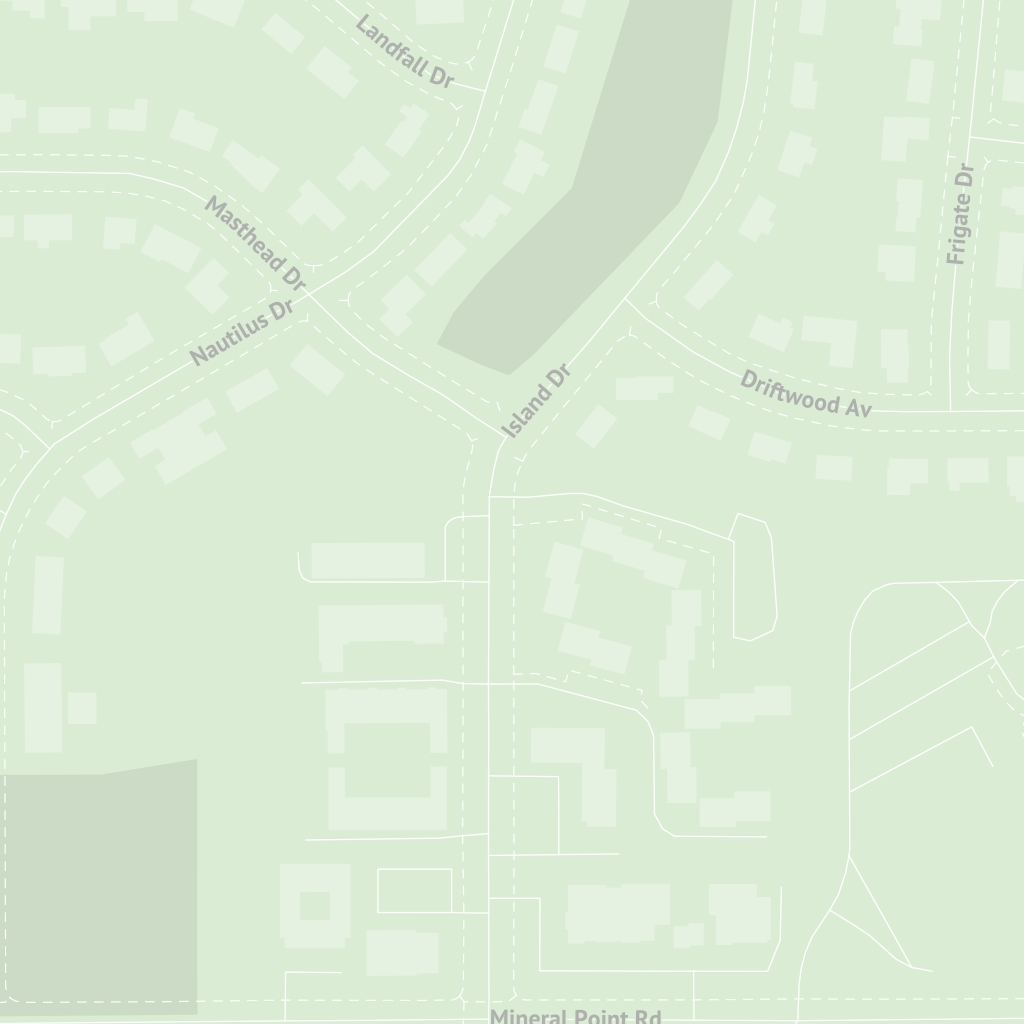 Landfall Dr
Masthead Dr
Frigate Dr
Nautilus Dr
Island Dr
Driftwood Av
Mineral Point Rd